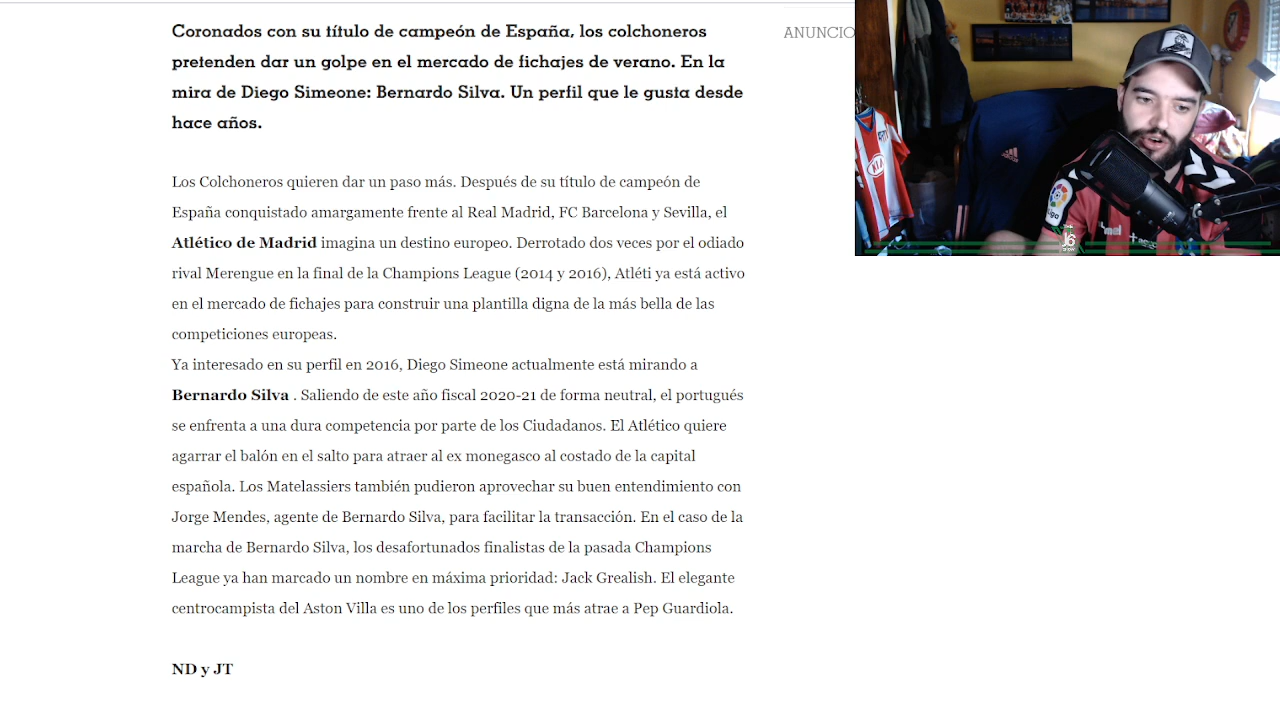 Coronados con su título de campeón de España, los colchoneros
pretenden dar un golpe en el mercado de fichajes de verano. En la
mira de Diego Simeone: Bernardo Silva. Un perfil que le gusta desde
hace años.
ANUNCIO
Los Colchoneros quieren dar un paso más. Después de su título de campeón de
España conquistado amargamente frente al Real Madrid, FC Barcelona y Sevilla, el
Atlético de Madrid imagina un destino europeo. Derrotado dos veces por el odiado
rival Merengue en la final de la Champions League (2014 y 2016), Atléti ya está activo
en el mercado de fichajes para construir una plantilla digna de la más bella de las
competiciones europeas.
Ya interesado en su perfil en 2016, Diego Simeone actualmente está mirando a
Bernardo Silva . Saliendo de este año fiscal 2020-21 de forma neutral, el portugués
se enfrenta a una dura competencia por parte de los Ciudadanos. El Atlético quiere
agarrar el balón en el salto para atraer al ex monegasco al costado de la capital
española. Los Matelassiers también pudieron aprovechar su buen entendimiento con
Jorge Mendes, agente de Bernardo Silva, para facilitar la transacción. En el caso de la
marcha de Bernardo Silva, los desafortunados finalistas de la pasada Champions
League ya han marcado un nombre en máxima prioridad: Jack Grealish. El elegante
centrocampista del Aston Villa es uno de los perfiles que más atrae a Pep Guardiola.
ND y JT
KIA
adidas
J6